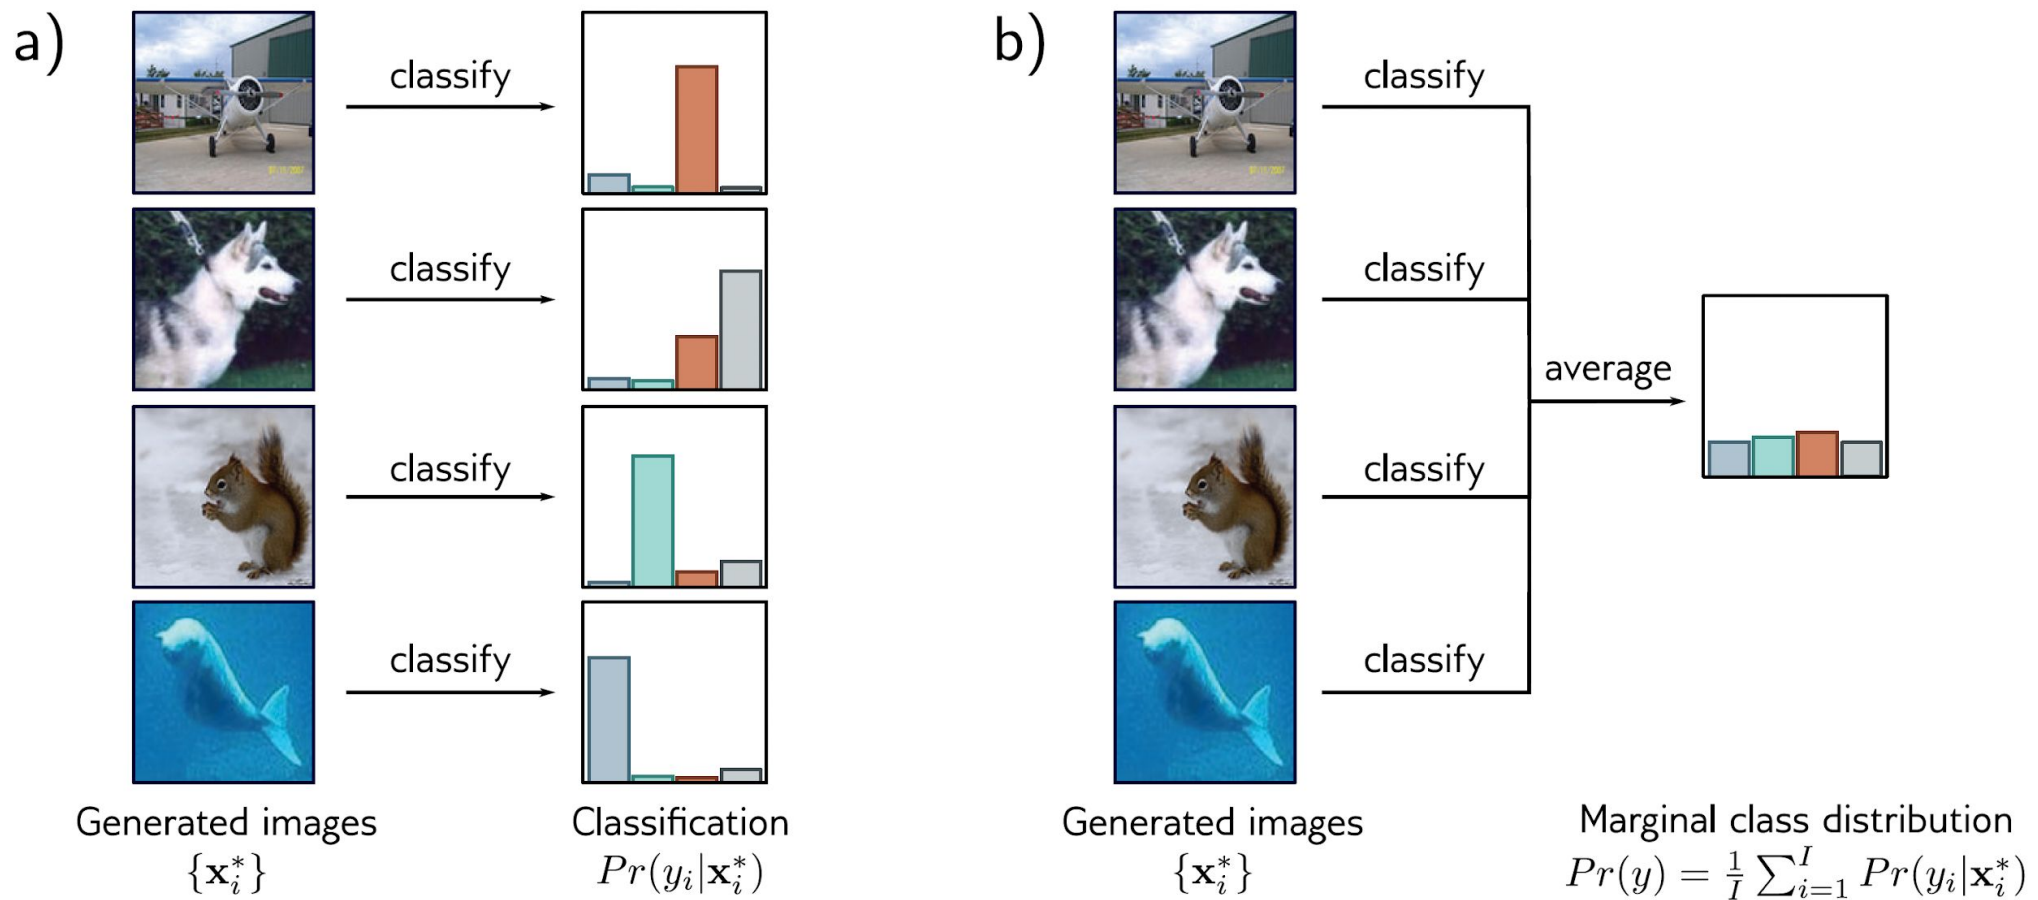 a)
classify
classify
classify
classify
Generated images
{x*_i}
Classification
Pr(y_i|x*_i)
b)
classify
classify
classify
classify
average
Generated images
{x*_i}
Marginal class distribution
Pr(y) = 1/I ∑_{i=1}^{I} Pr(y_i|x*_i)